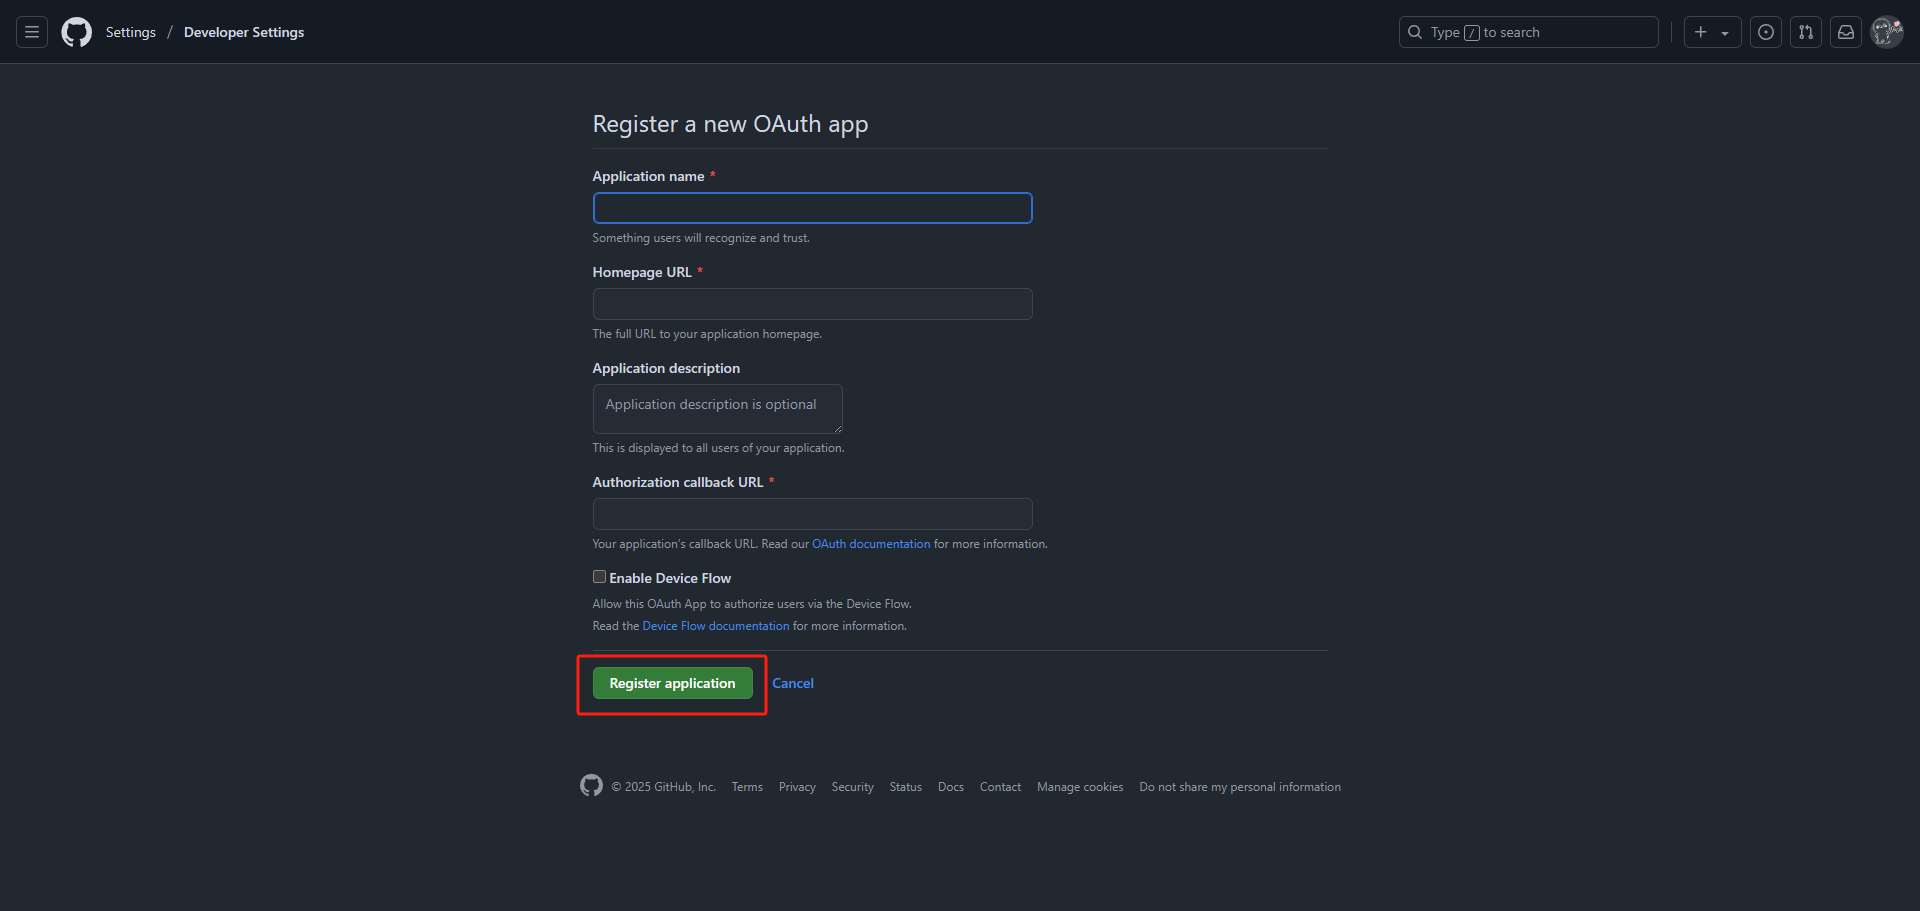 Settings / Developer Settings
Type / to search
Register a new OAuth app
Application name *
Something users will recognize and trust.
Homepage URL *
The full URL to your application homepage.
Application description
Application description is optional
This is displayed to all users of your application.
Authorization callback URL *
Your application's callback URL. Read our OAuth documentation for more information.
Enable Device Flow
Allow this OAuth App to authorize users via the Device Flow.
Read the Device Flow documentation for more information.
Register application Cancel
© 2025 GitHub, Inc. Terms Privacy Security Status Docs Contact Manage cookies Do not share my personal information